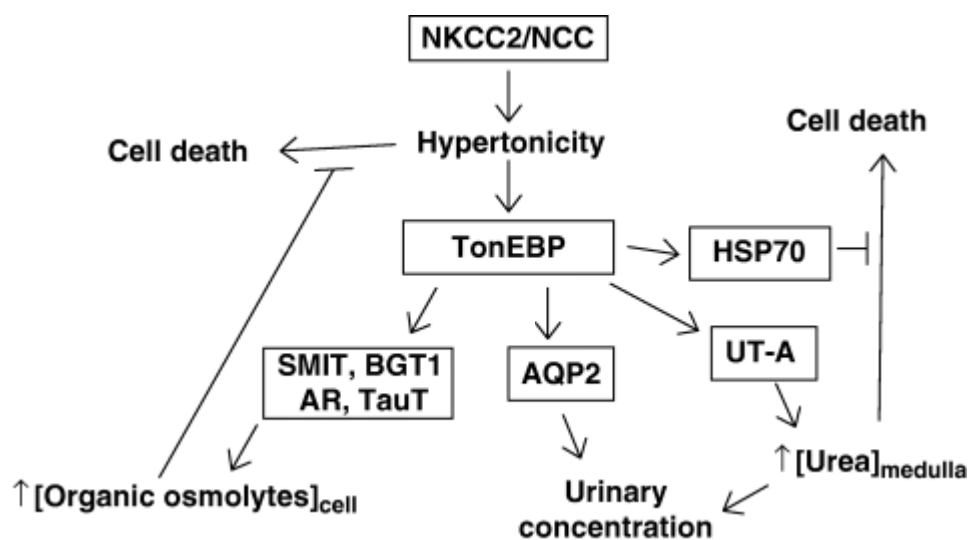 NKCC2/NCC
Cell death
Cell death
Hypertonicity
TonEBP
HSP70
SMIT, BGT1
AR, TauT
AQP2
UT-A
↑[Organic osmolytes]cell
Urinary
concentration
↑[Urea]medulla